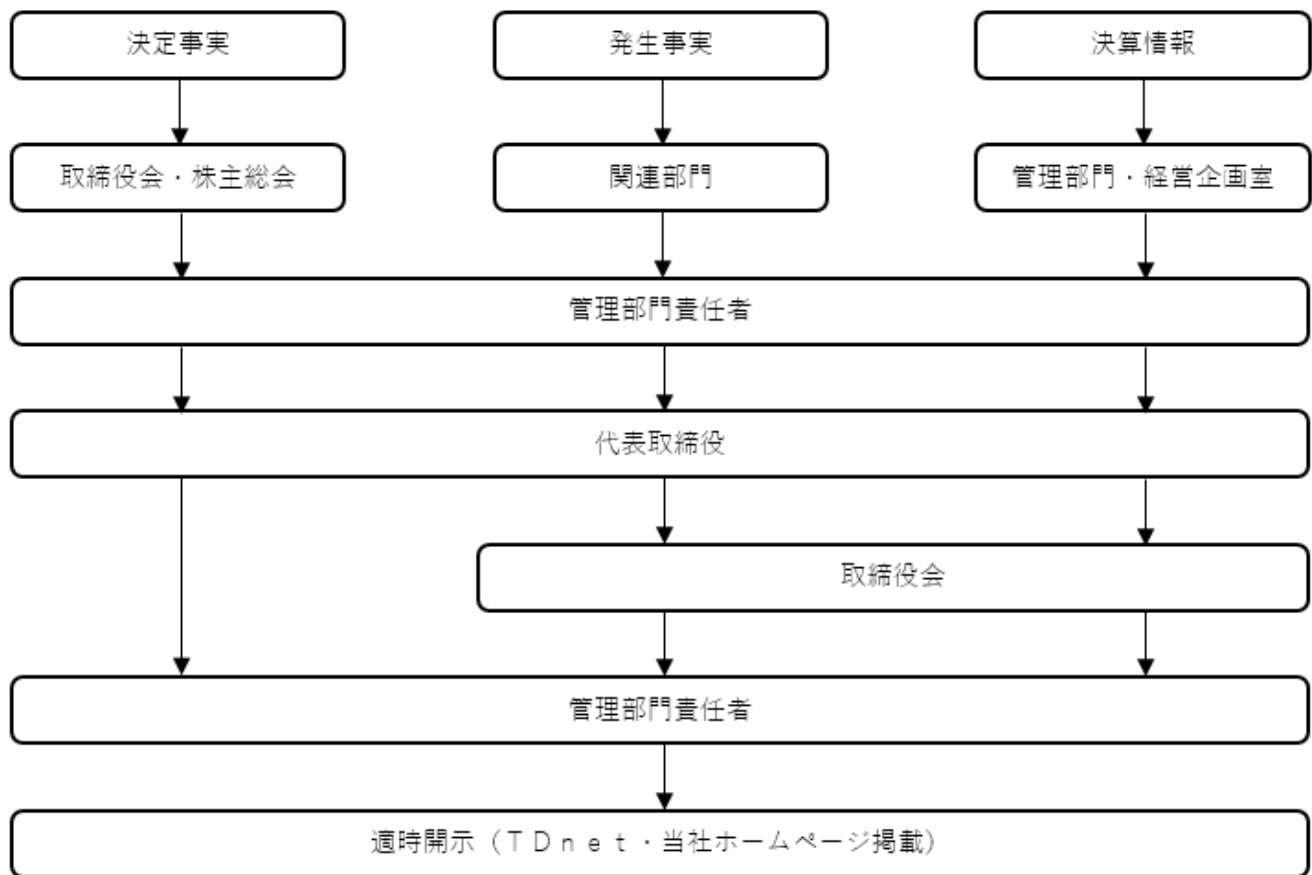 決定事実
発生事実
決算情報
取締役会・株主総会
関連部門
管理部門・経営企画室
管理部門責任者
代表取締役
取締役会
管理部門責任者
適時開示（ＴＤｎｅｔ・当社ホームページ掲載）